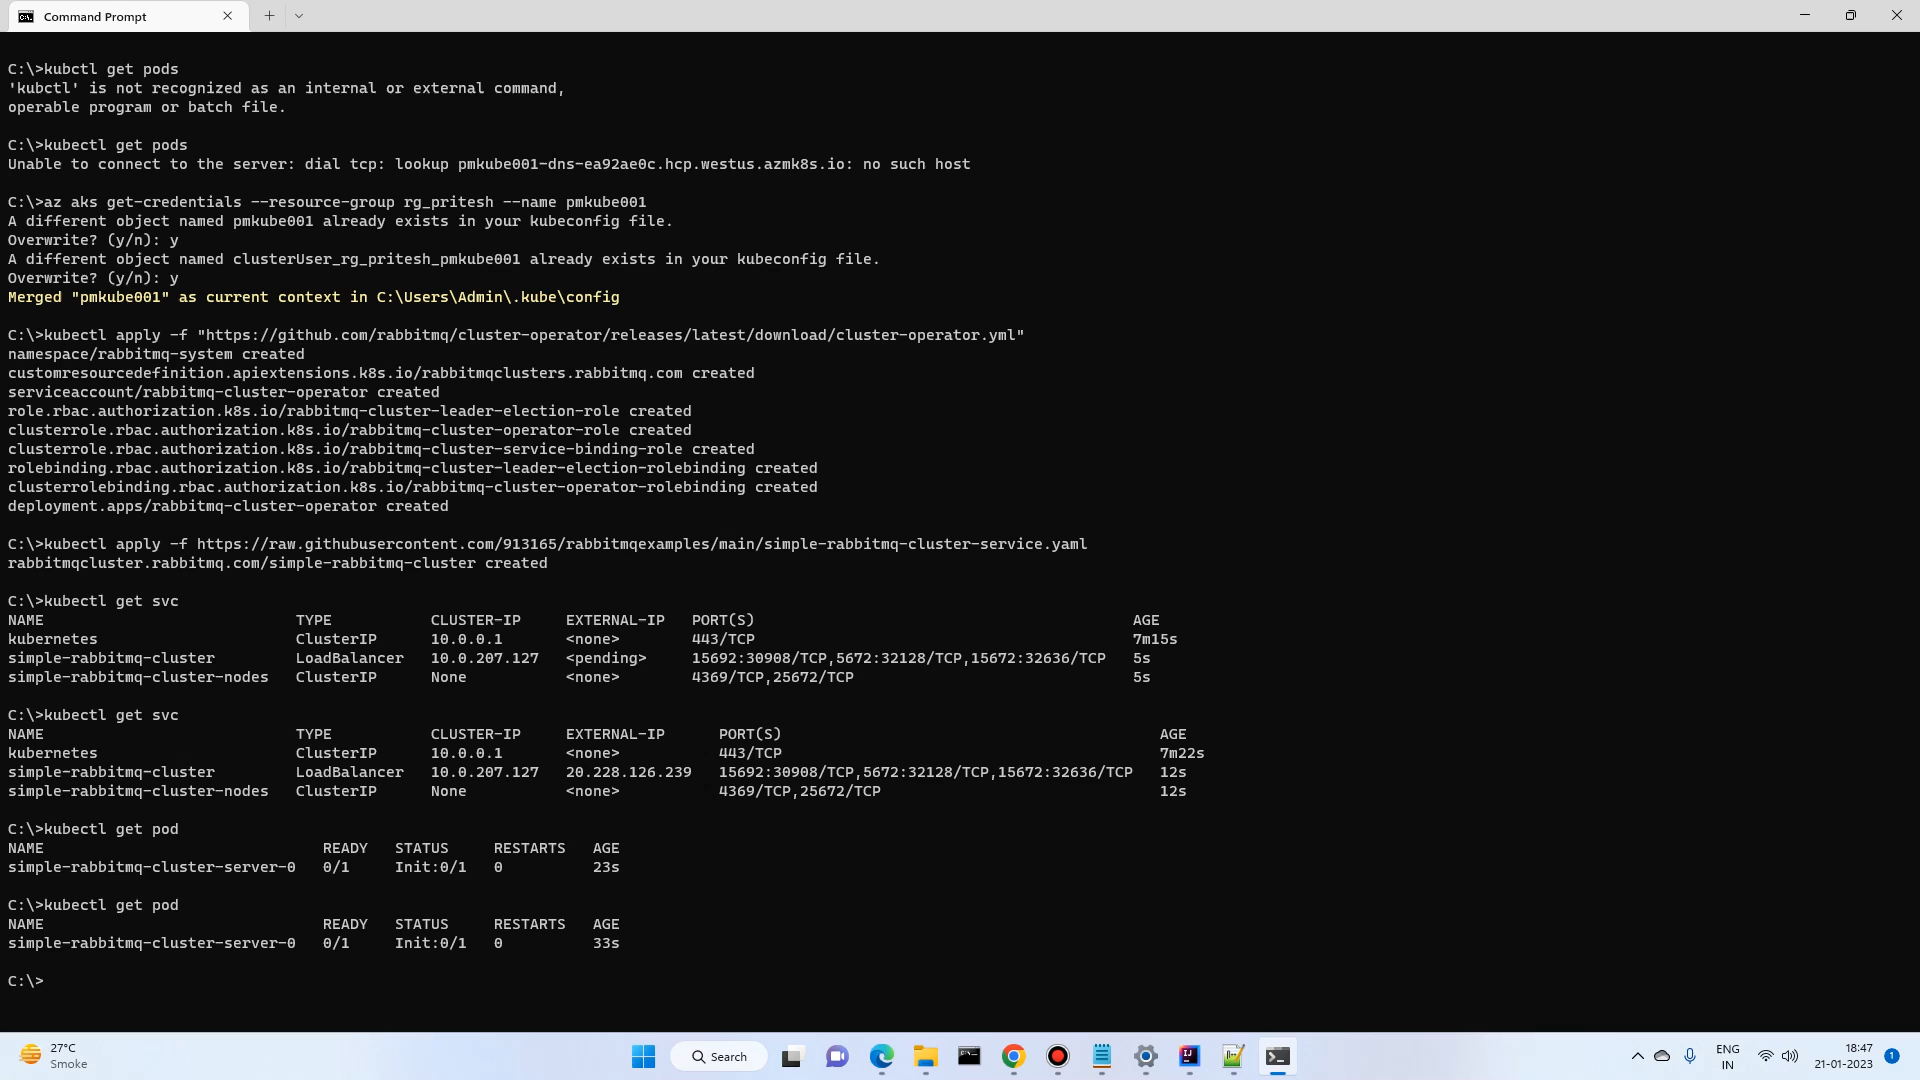 Command Prompt
C:\>kubctl get pods
'kubctl' is not recognized as an internal or external command,
operable program or batch file.
C:\>kubectl get pods
Unable to connect to the server: dial tcp: lookup pmkube001-dns-ea92ae0c.hcp.westus.azmk8s.io: no such host
C:\>az aks get-credentials --resource-group rg_pritesh --name pmkube001
A different object named pmkube001 already exists in your kubeconfig file.
Overwrite? (y/n): y
A different object named clusterUser_rg_pritesh_pmkube001 already exists in your kubeconfig file.
Overwrite? (y/n): y
Merged "pmkube001" as current context in C:\Users\Admin\.kube\config
C:\>kubectl apply -f "https://github.com/rabbitmq/cluster-operator/releases/latest/download/cluster-operator.yml"
namespace/rabbitmq-system created
customresourcedefinition.apiextensions.k8s.io/rabbitmqclusters.rabbitmq.com created
serviceaccount/rabbitmq-cluster-operator created
role.rbac.authorization.k8s.io/rabbitmq-cluster-leader-election-role created
clusterrole.rbac.authorization.k8s.io/rabbitmq-cluster-operator-role created
clusterrole.rbac.authorization.k8s.io/rabbitmq-cluster-service-binding-role created
rolebinding.rbac.authorization.k8s.io/rabbitmq-cluster-leader-election-rolebinding created
clusterrolebinding.rbac.authorization.k8s.io/rabbitmq-cluster-operator-rolebinding created
deployment.apps/rabbitmq-cluster-operator created
C:\>kubectl apply -f https://raw.githubusercontent.com/913165/rabbitmqexamples/main/simple-rabbitmq-cluster-service.yaml
rabbitmqcluster.rabbitmq.com/simple-rabbitmq-cluster created
C:\>kubectl get svc
NAME TYPE CLUSTER-IP EXTERNAL-IP PORT(S) AGE
kubernetes ClusterIP 10.0.0.1 <none> 443/TCP 7m15s
simple-rabbitmq-cluster LoadBalancer 10.0.207.127 <pending> 15692:30908/TCP,5672:32128/TCP,15672:32636/TCP 5s
simple-rabbitmq-cluster-nodes ClusterIP None <none> 4369/TCP,25672/TCP 5s
C:\>kubectl get svc
NAME TYPE CLUSTER-IP EXTERNAL-IP PORT(S) AGE
kubernetes ClusterIP 10.0.0.1 <none> 443/TCP 7m22s
simple-rabbitmq-cluster LoadBalancer 10.0.207.127 20.228.126.239 15692:30908/TCP,5672:32128/TCP,15672:32636/TCP 12s
simple-rabbitmq-cluster-nodes ClusterIP None <none> 4369/TCP,25672/TCP 12s
C:\>kubectl get pod
NAME READY STATUS RESTARTS AGE
simple-rabbitmq-cluster-server-0 0/1 Init:0/1 0 23s
C:\>kubectl get pod
NAME READY STATUS RESTARTS AGE
simple-rabbitmq-cluster-server-0 0/1 Init:0/1 0 33s
C:\>
27°C
Smoke
Search
ENG
IN
18:47
21-01-2023
1